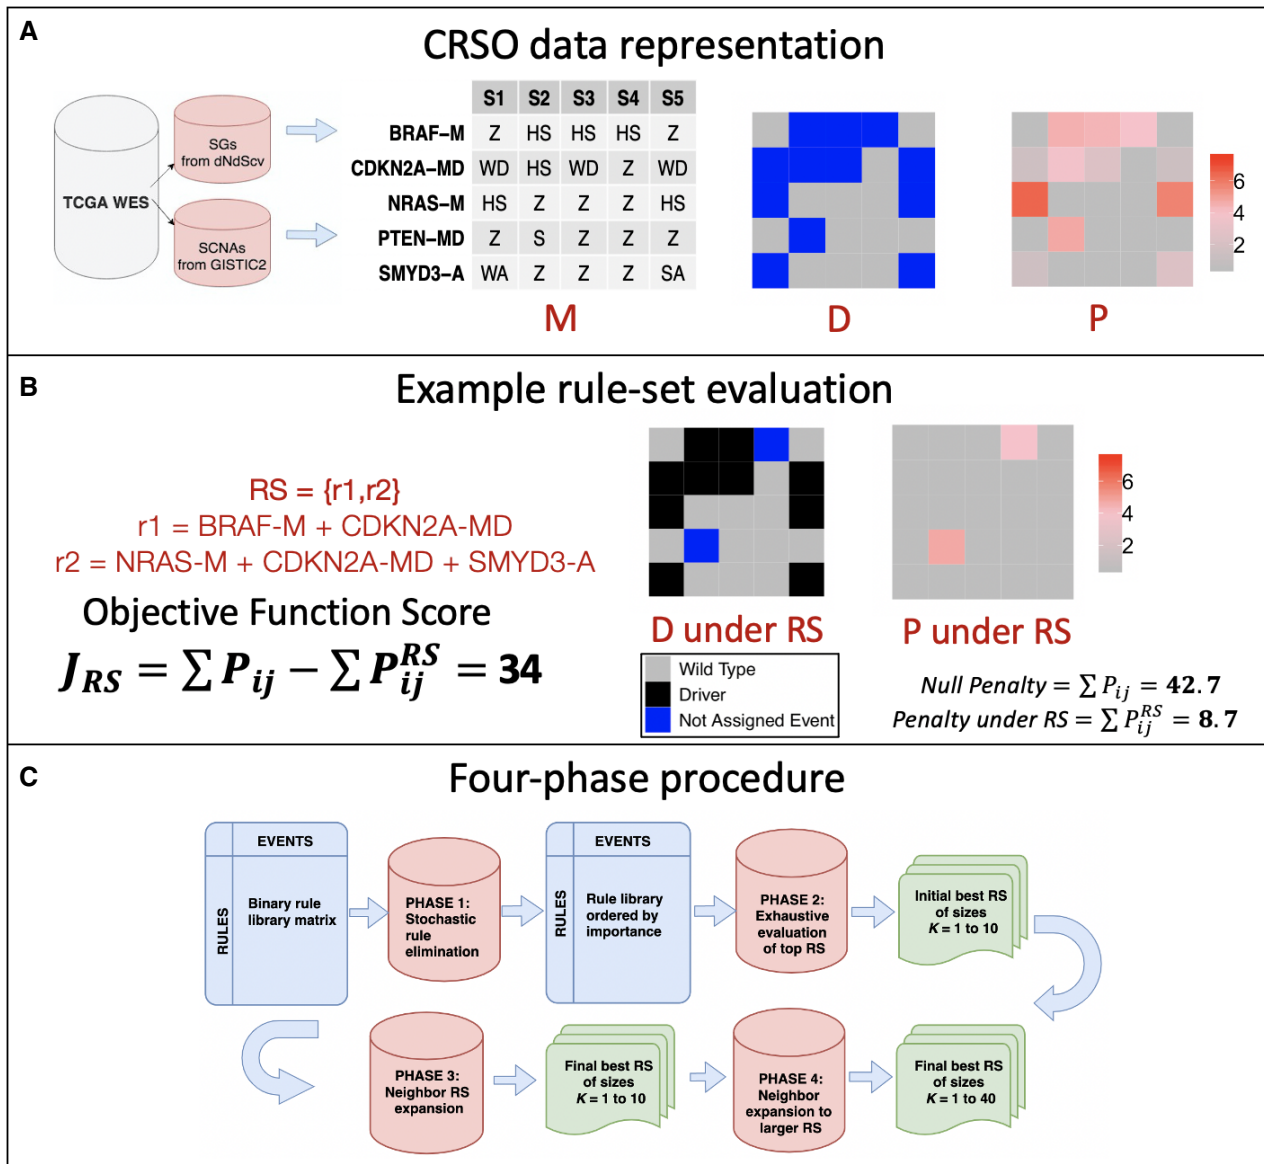 A
CRSO data representation
TCGA WES
SGs
from dNdScv
SCNAs
from GISTIC2
S1 S2 S3 S4 S5
BRAF–M Z HS HS HS Z
CDKN2A–MD WD HS WD Z WD
NRAS–M HS Z Z Z HS
PTEN–MD Z S Z Z Z
SMYD3–A WA Z Z Z SA
M
D
P
6
4
2
B
Example rule-set evaluation
RS = {r1,r2}
r1 = BRAF-M + CDKN2A-MD
r2 = NRAS-M + CDKN2A-MD + SMYD3-A
Objective Function Score
J_RS = ∑ P_ij − ∑ P_ij^RS = 34
D under RS
Wild Type
Driver
Not Assigned Event
6
4
2
P under RS
Null Penalty = ∑ P_ij = 42.7
Penalty under RS = ∑ P_ij^RS = 8.7
C
Four-phase procedure
EVENTS
RULES
Binary rule
library matrix
PHASE 1:
Stochastic
rule
elimination
EVENTS
RULES
Rule library
ordered by
importance
PHASE 2:
Exhaustive
evaluation
of top RS
Initial best RS
of sizes
K = 1 to 10
PHASE 3:
Neighbor RS
expansion
Final best RS
of sizes
K = 1 to 10
PHASE 4:
Neighbor
expansion to
larger RS
Final best RS
of sizes
K = 1 to 40